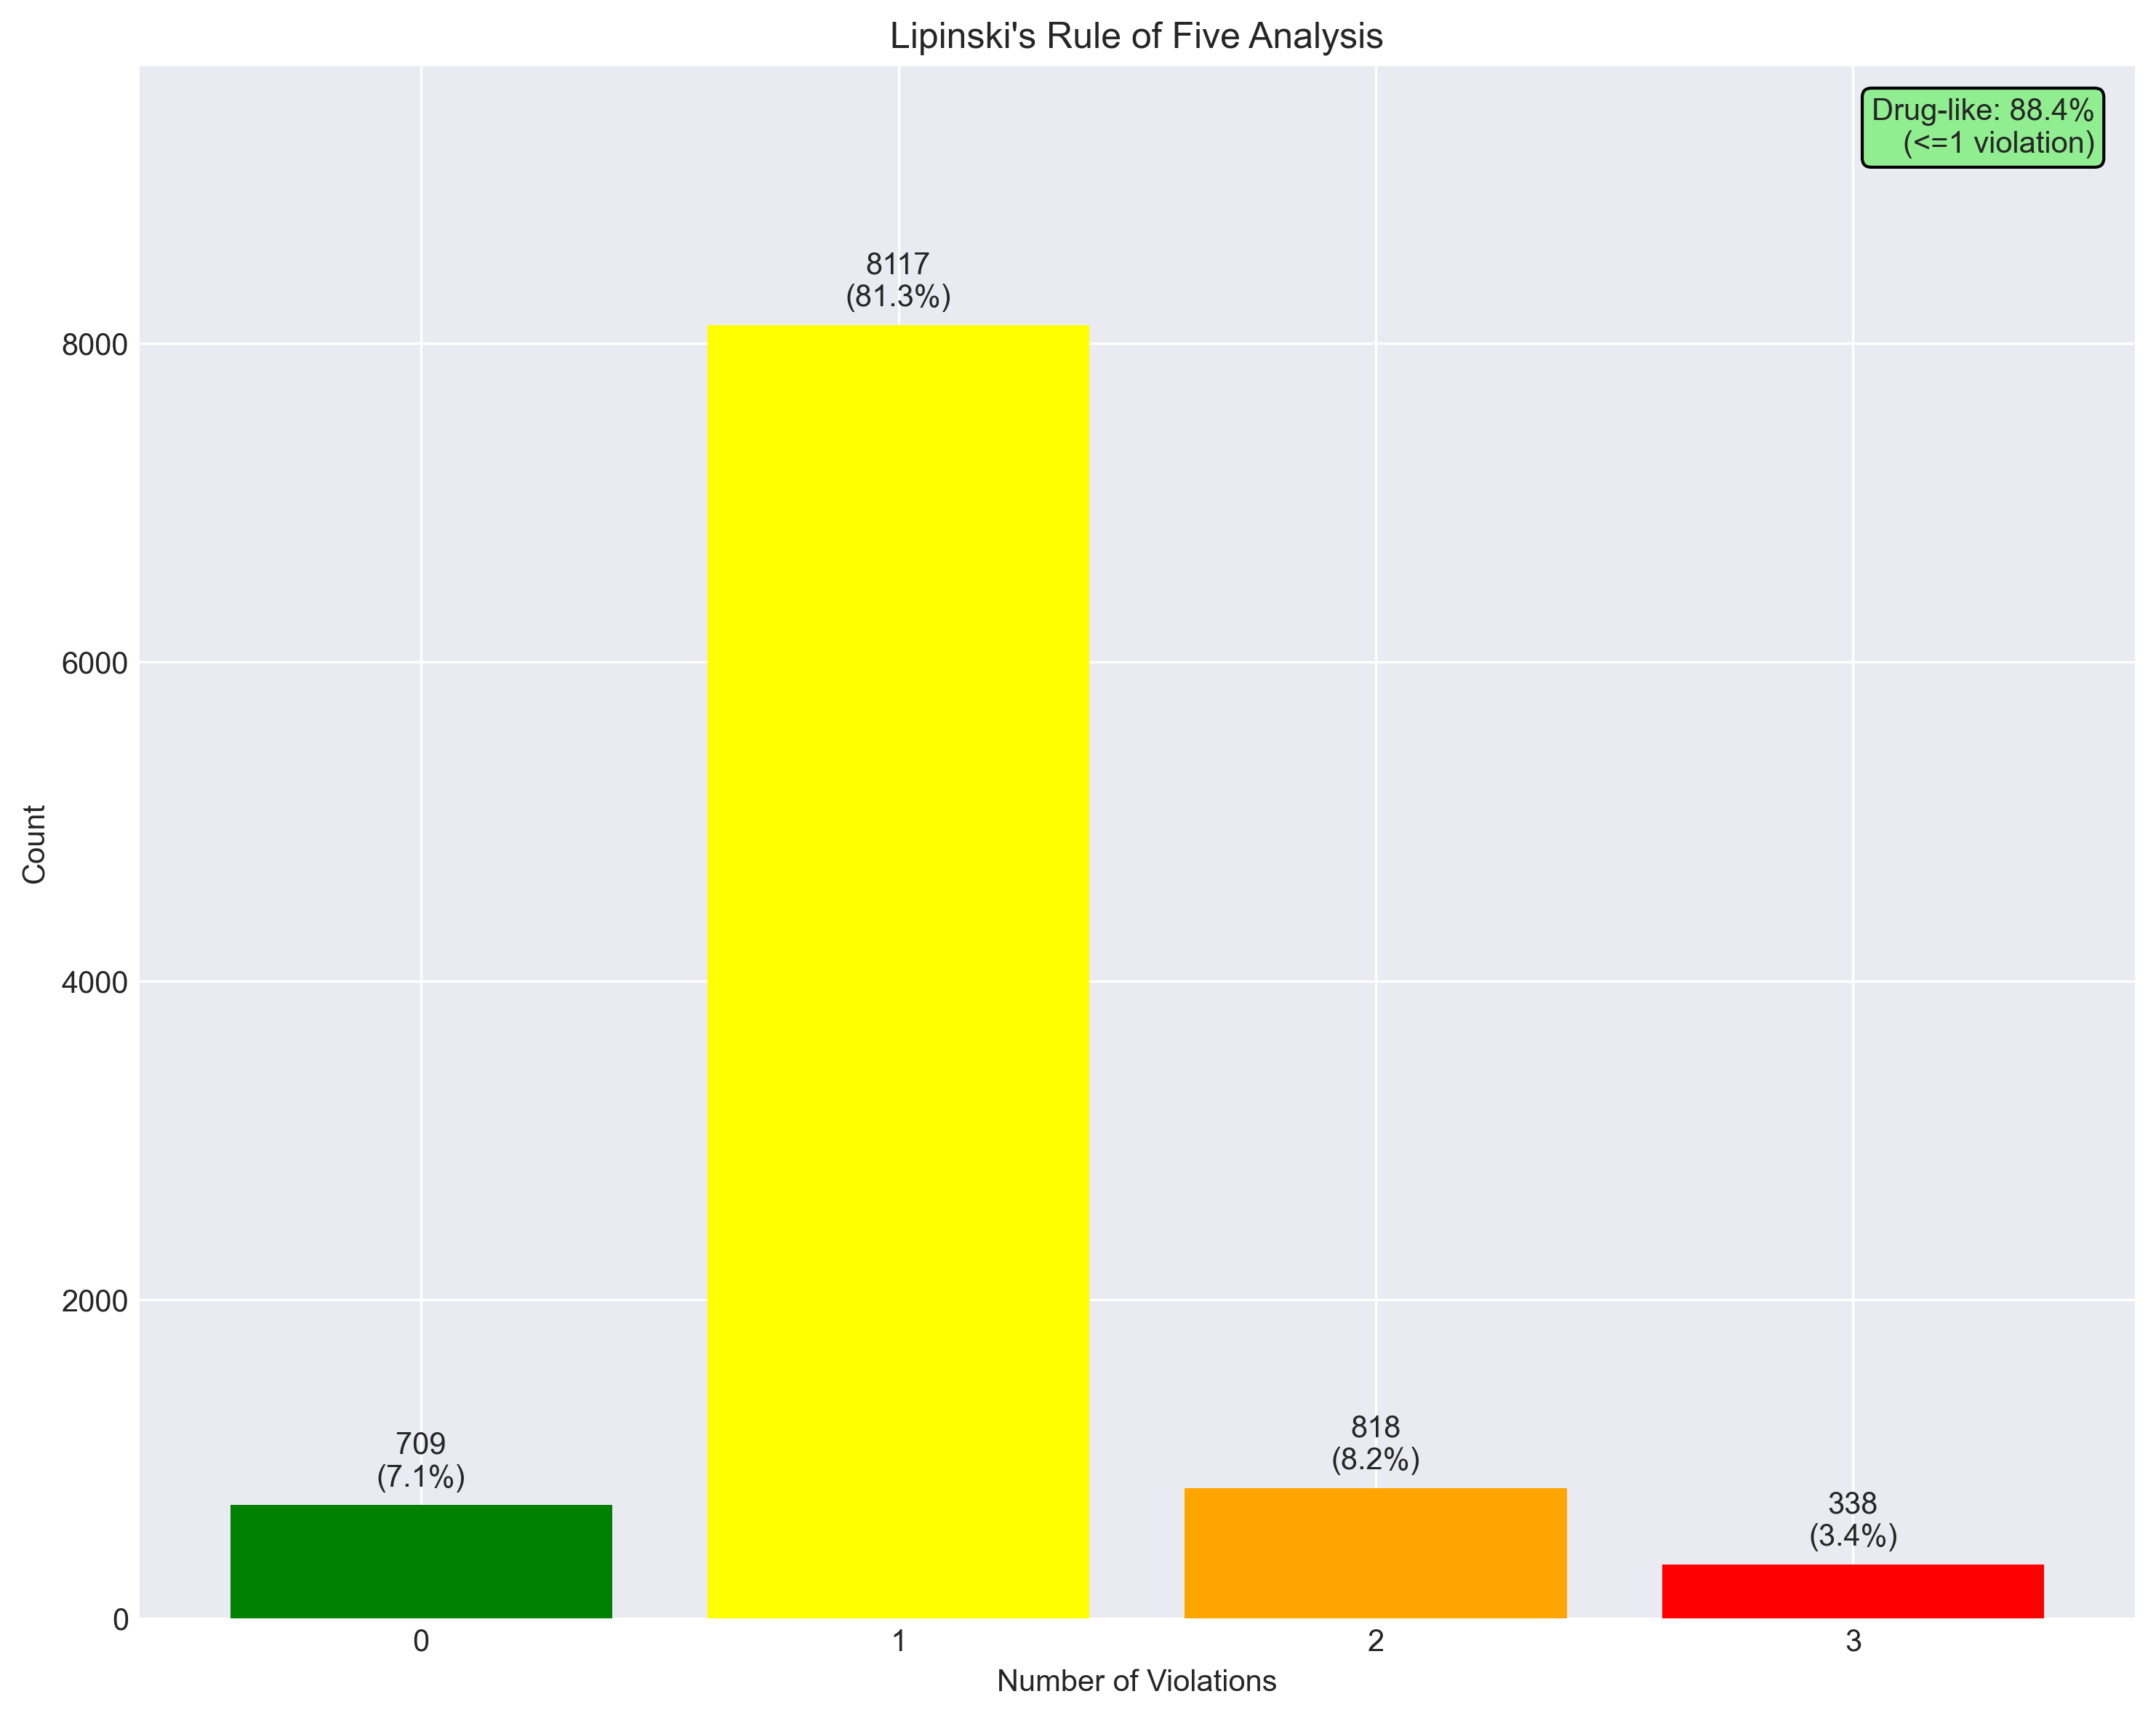 Lipinski's Rule of Five Analysis
Drug-like: 88.4%
(<=1 violation)
8117
(81.3%)
8000
6000
Count
4000
2000
709
(7.1%)
818
(8.2%)
338
(3.4%)
0
0 1 2 3
Number of Violations